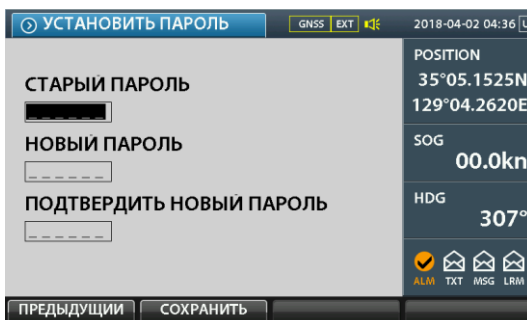 УСТАНОВИТЬ ПАРОЛЬ
GNSS EXT
2018-04-02 04:36 U
СТАРЫЙ ПАРОЛЬ
_ _ _ _ _ _
НОВЫЙ ПАРОЛЬ
_ _ _ _ _ _
ПОДТВЕРДИТЬ НОВЫЙ ПАРОЛЬ
_ _ _ _ _ _
POSITION
35°05.1525N
129°04.2620E
SOG
00.0kn
HDG
307°
ALM TXT MSG LRM
ПРЕДЫДУЩИИ СОХРАНИТЬ